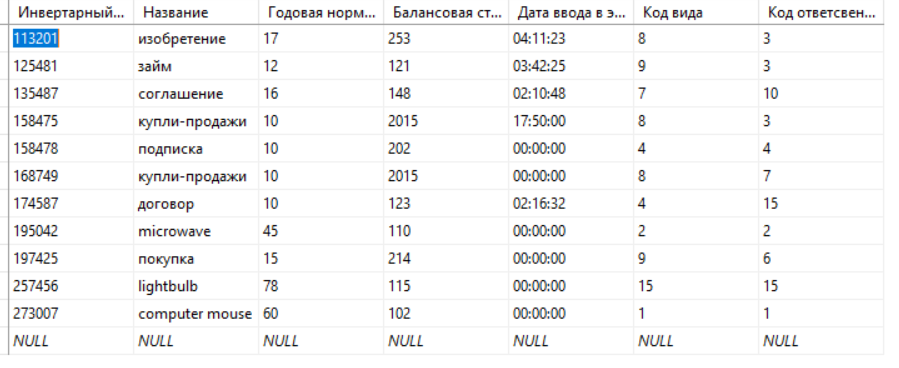 Инвертарный... Название Годовая норм... Балансовая ст... Дата ввода в э... Код вида Код ответсвен...
113201 изобретение 17 253 04:11:23 8 3
125481 займ 12 121 03:42:25 9 3
135487 соглашение 16 148 02:10:48 7 10
158475 купли-продажи 10 2015 17:50:00 8 3
158478 подписка 10 202 00:00:00 4 4
168749 купли-продажи 10 2015 00:00:00 8 7
174587 договор 10 123 02:16:32 4 15
195042 microwave 45 110 00:00:00 2 2
197425 покупка 15 214 00:00:00 9 6
257456 lightbulb 78 115 00:00:00 15 15
273007 computer mouse 60 102 00:00:00 1 1
NULL NULL NULL NULL NULL NULL NULL